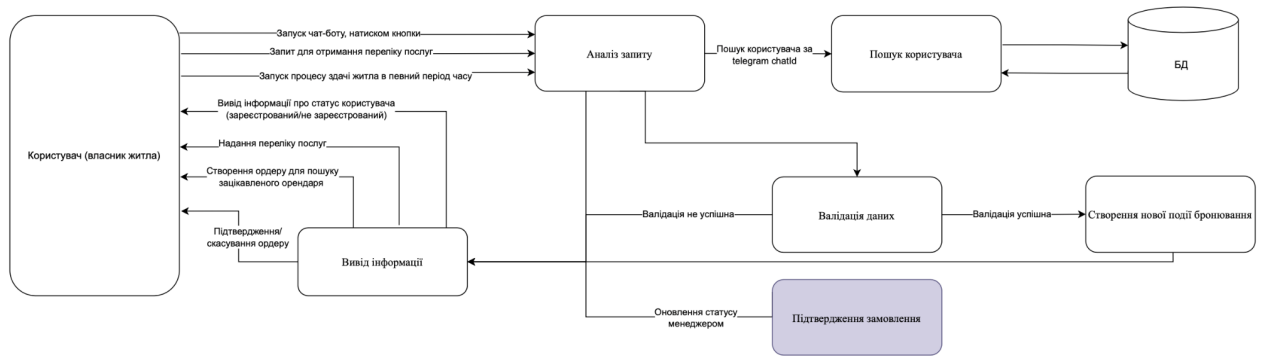 Запуск чат-боту, натиском кнопки
Запит для отримання переліку послуг
Запуск процесу здачі житла в певний період часу
Аналіз запиту
Пошук користувача за
telegram chatId
Пошук користувача
БД
Вивід інформації про статус користувача
(зареєстрований/не зареєстрований)
Користувач (власник житла)
Надання переліку послуг
Створення ордеру для пошуку
зацікавленого орендаря
Валідація не успішна
Валідація даних
Валідація успішна
Створення нової події бронювання
Підтвердження/
скасування ордеру
Вивід інформації
Оновлення статусу
менеджером
Підтвердження замовлення